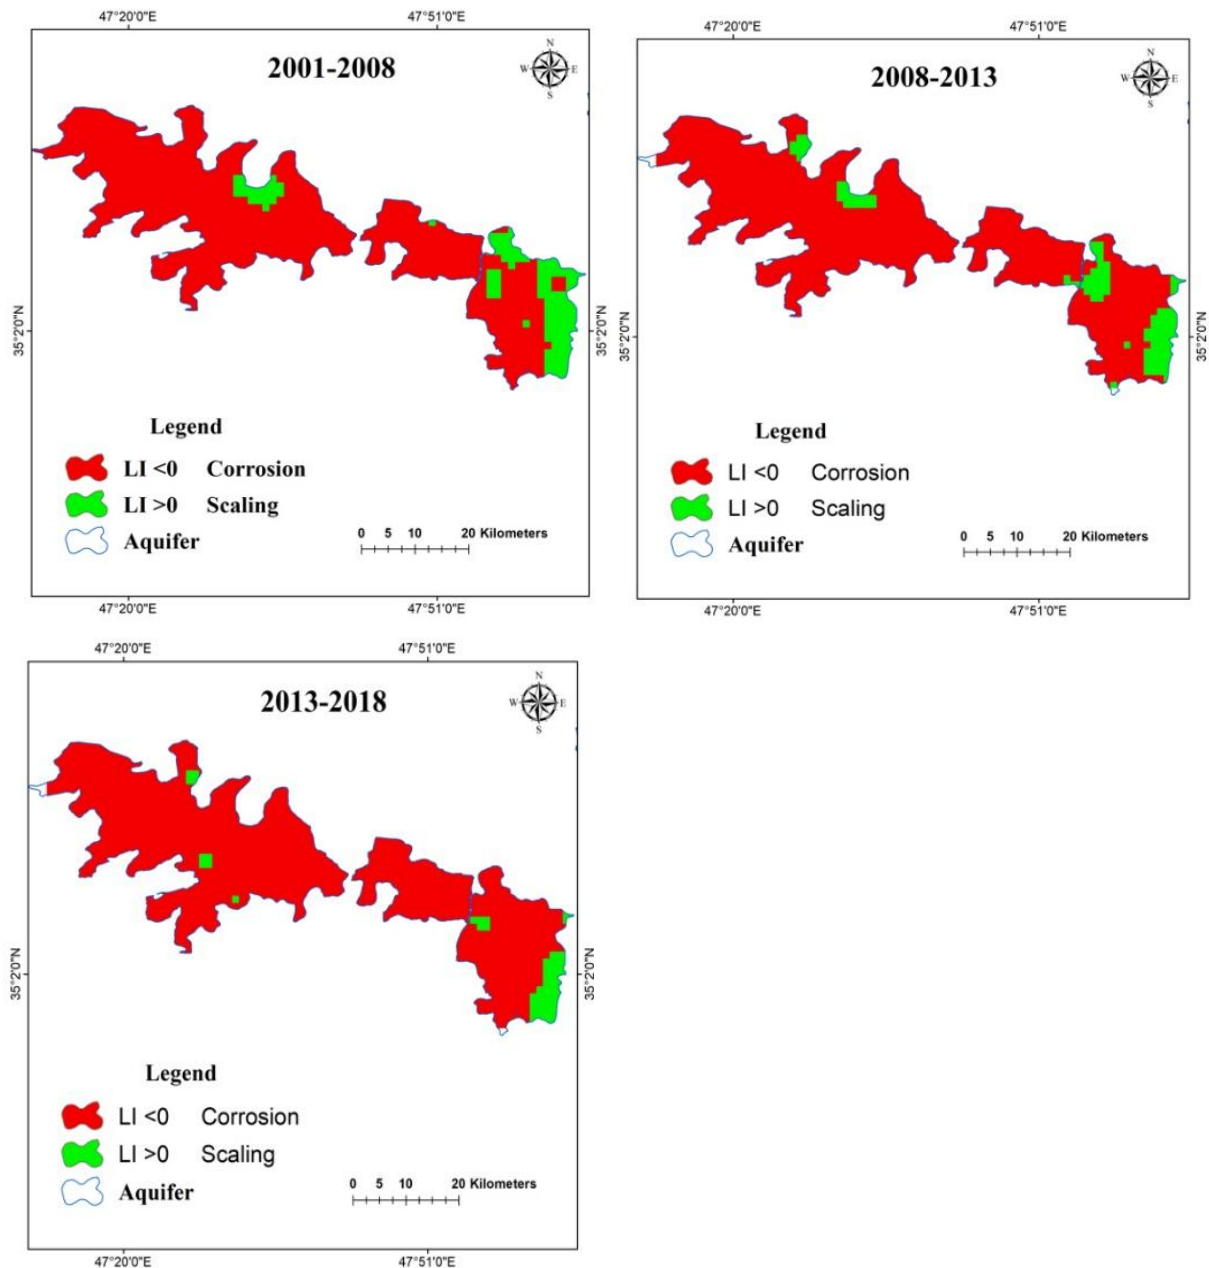 47°20'0"E 47°51'0"E
2001-2008
N
W E
S
35°2'0"N 35°2'0"N
Legend
LI <0 Corrosion
LI >0 Scaling
Aquifer
0 5 10 20 Kilometers
47°20'0"E 47°51'0"E
47°20'0"E 47°51'0"E
2008-2013
N
W E
S
35°2'0"N 35°2'0"N
Legend
LI <0 Corrosion
LI >0 Scaling
Aquifer
0 5 10 20 Kilometers
47°20'0"E 47°51'0"E
47°20'0"E 47°51'0"E
2013-2018
N
W E
S
35°2'0"N 35°2'0"N
Legend
LI <0 Corrosion
LI >0 Scaling
Aquifer
0 5 10 20 Kilometers
47°20'0"E 47°51'0"E